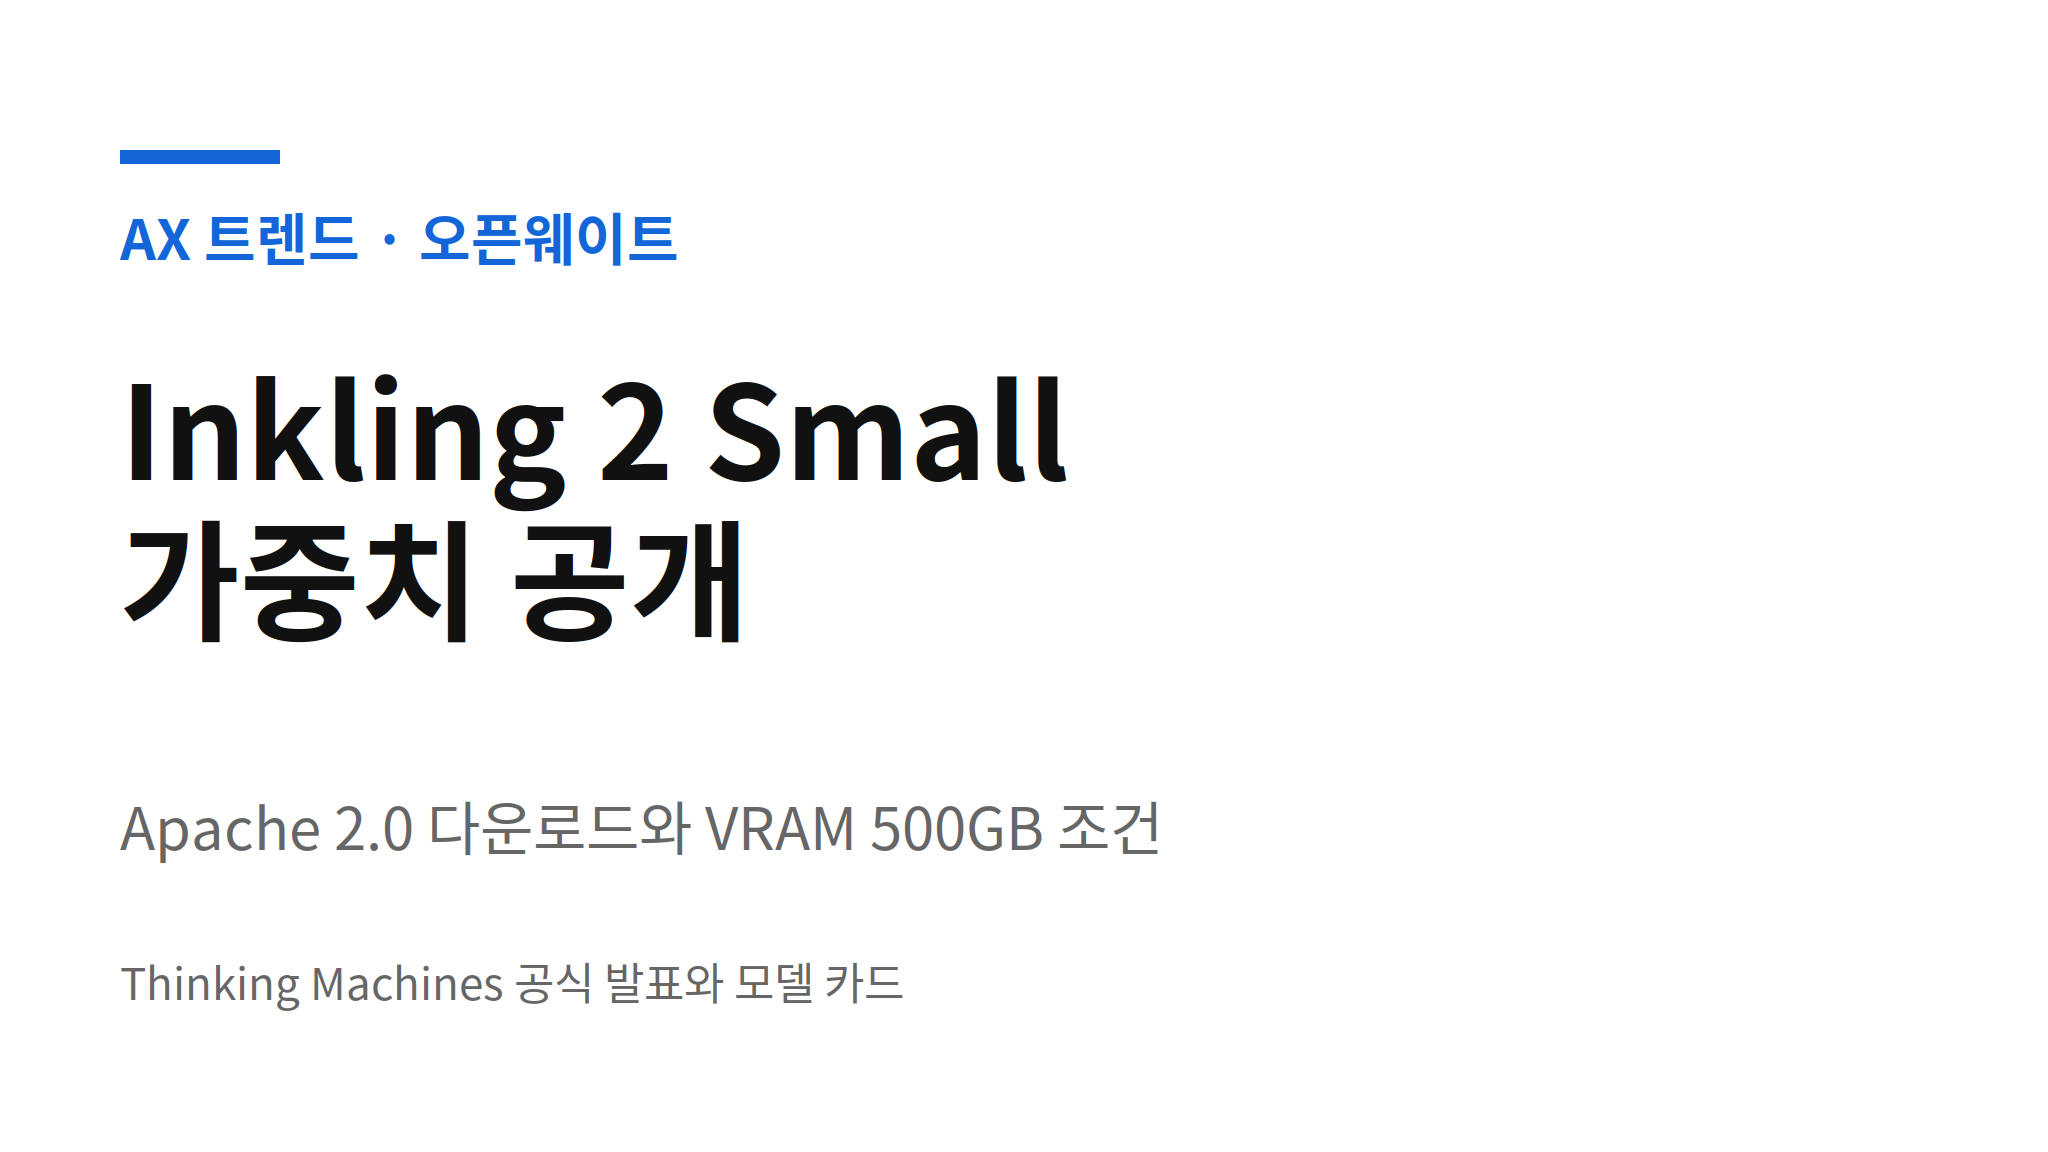 AX 트렌드 · 오픈웨이트
Inkling 2 Small
가중치 공개
Apache 2.0 다운로드와 VRAM 500GB 조건
Thinking Machines 공식 발표와 모델 카드